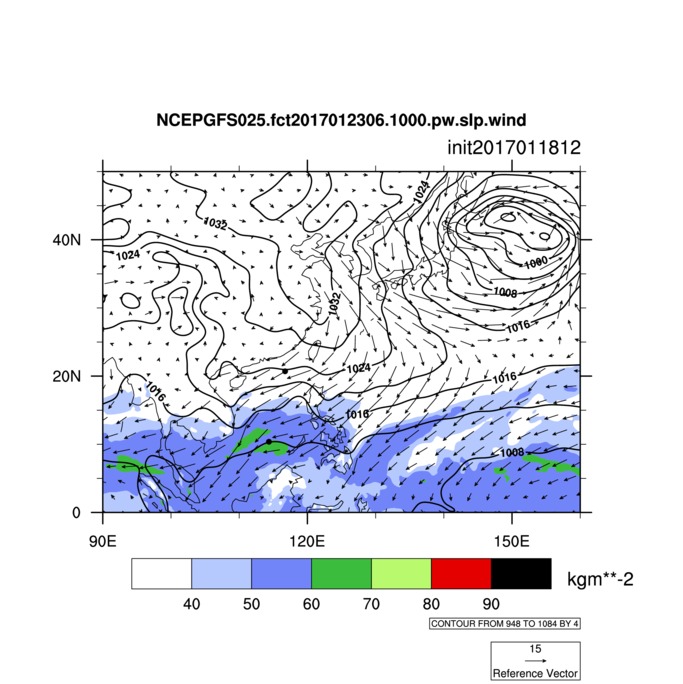 NCEPGFS025.fct2017012306.1000.pw.slp.wind
init2017011812
1024
1032
40N
1024
1000
1008
1032
1016
1024
20N
1016
1016
1016
1008
0
90E 120E 150E
40 50 60 70 80 90
kgm**-2
CONTOUR FROM 948 TO 1084 BY 4
15
Reference Vector